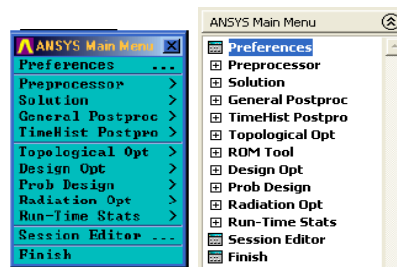 ANSYS Main Menu
Preferences ...
Preprocessor >
Solution >
General Postproc >
TimeHist Postpro >
Topological Opt >
Design Opt >
Prob Design >
Radiation Opt >
Run-Time Stats >
Session Editor ...
Finish
ANSYS Main Menu
Preferences
Preprocessor
Solution
General Postproc
TimeHist Postpro
Topological Opt
ROM Tool
Design Opt
Prob Design
Radiation Opt
Run-Time Stats
Session Editor
Finish